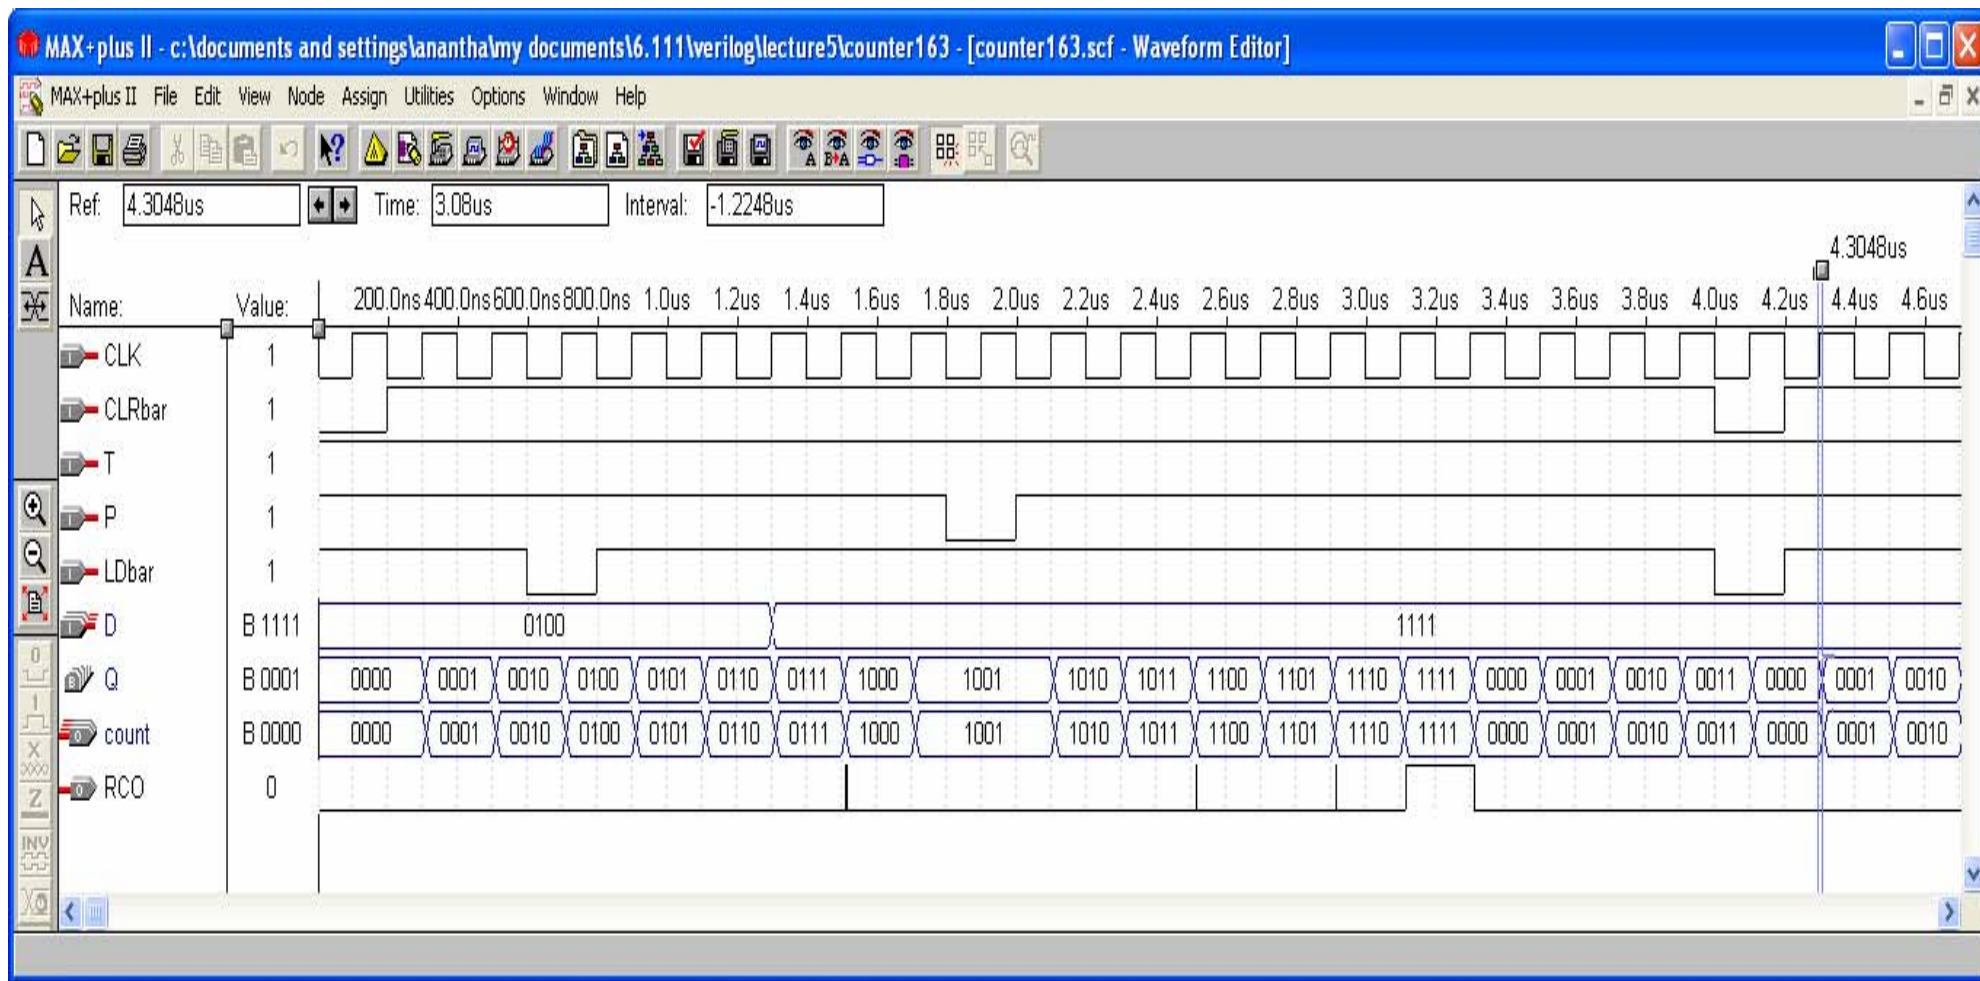 MAX+plus II - c:\documents and settings\anantha\my documents\6.111\verilog\lecture5\counter163 - [counter163.scf - Waveform Editor]
MAX+plus II File Edit View Node Assign Utilities Options Window Help
Ref: 4.3048us Time: 3.08us Interval: -1.2248us
4.3048us
Name: Value: 200.0ns 400.0ns 600.0ns 800.0ns 1.0us 1.2us 1.4us 1.6us 1.8us 2.0us 2.2us 2.4us 2.6us 2.8us 3.0us 3.2us 3.4us 3.6us 3.8us 4.0us 4.2us 4.4us 4.6us
CLK 1
CLRbar 1
T 1
P 1
LDbar 1
D B 1111 0100 1111
Q B 0001 0000 0001 0010 0100 0101 0110 0111 1000 1001 1010 1011 1100 1101 1110 1111 0000 0001 0010 0011 0000 0001 0010
count B 0000 0000 0001 0010 0100 0101 0110 0111 1000 1001 1010 1011 1100 1101 1110 1111 0000 0001 0010 0011 0000 0001 0010
RCO 0